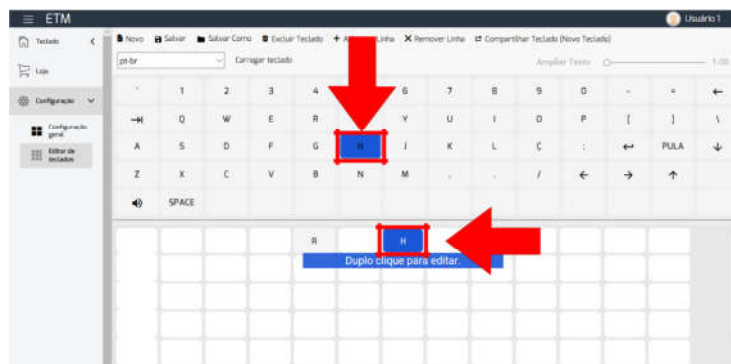 ETM
Usuário 1
Teclado
Novo Salvar Salvar Como Excluir Teclado Linha Remover Linha Compartilhar Teclado (Novo Teclado)
Loja
pt-br Carregar teclado Ampliar Texto 1.00
Configuração
Configuração geral
Editor de teclados
1 2 3 4 6 7 8 9 0 - =
Q W E R Y U I O P [ ] \
A S D F G H J K L Ç : PULA
Z X C V B N M , . /
SPACE
R H
Duplo clique para editar.